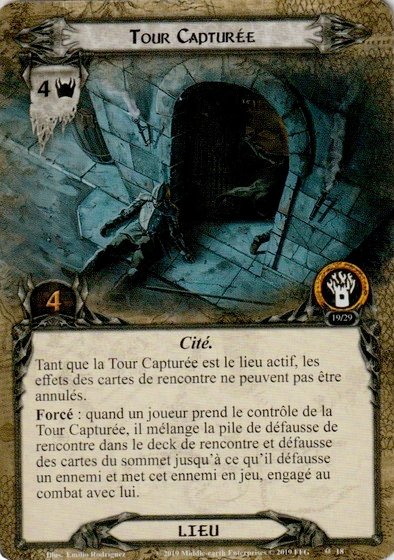 Tour Capturée
4
4
19/29
Cité.
Tant que la Tour Capturée est le lieu actif, les
effets des cartes de rencontre ne peuvent pas être
annulés.
Forcé : quand un joueur prend le contrôle de la
Tour Capturée, il mélange la pile de défausse de
rencontre dans le deck de rencontre et défausse
des cartes du sommet jusqu'à ce qu'il défausse
un ennemi et met cet ennemi en jeu, engagé au
combat avec lui.
LIEU
Illus. Emilio Rodriguez © 2019 Middle-earth Enterprises © 2019 FFG 18